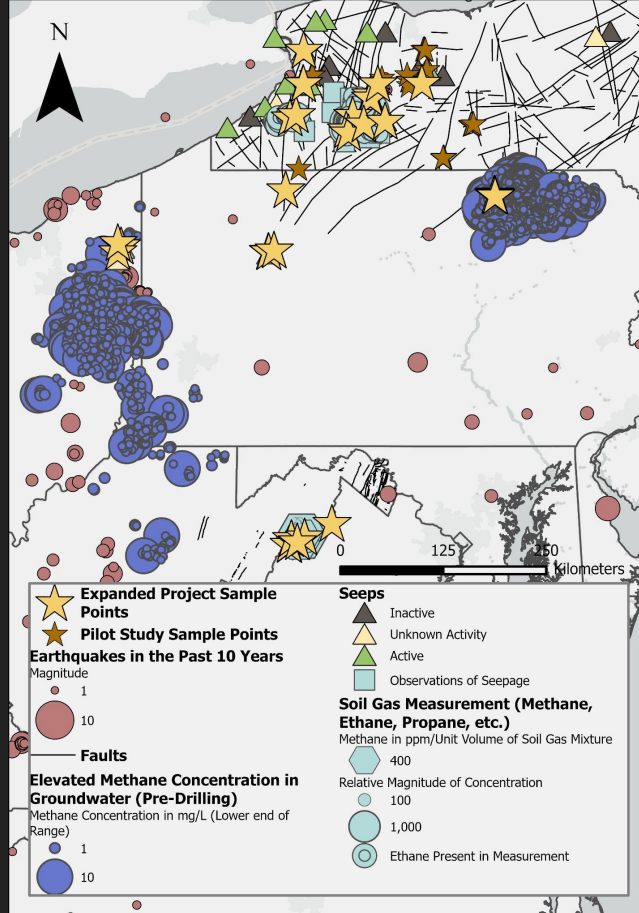 N
0 125 250
Kilometers
Expanded Project Sample
Points
Pilot Study Sample Points
Earthquakes in the Past 10 Years
Magnitude
1
10
Faults
Elevated Methane Concentration in
Groundwater (Pre-Drilling)
Methane Concentration in mg/L (Lower end of
Range)
1
10
Seeps
Inactive
Unknown Activity
Active
Observations of Seepage
Soil Gas Measurement (Methane,
Ethane, Propane, etc.)
Methane in ppm/Unit Volume of Soil Gas Mixture
400
Relative Magnitude of Concentration
100
1,000
Ethane Present in Measurement